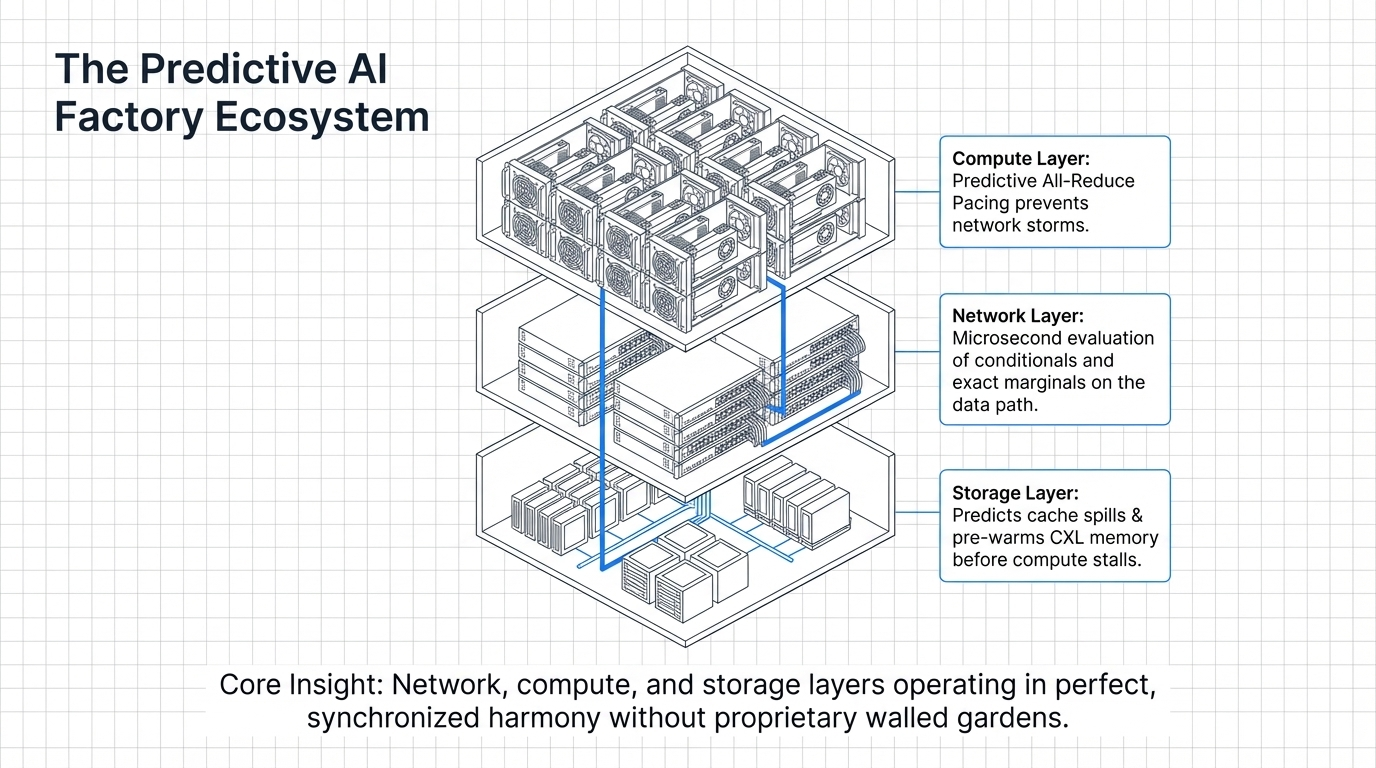 The Predictive AI
Factory Ecosystem
Compute Layer:
Predictive All-Reduce
Pacing prevents
network storms.
Network Layer:
Microsecond evaluation
of conditionals and
exact marginals on the
data path.
Storage Layer:
Predicts cache spills &
pre-warms CXL memory
before compute stalls.
Core Insight: Network, compute, and storage layers operating in perfect,
synchronized harmony without proprietary walled gardens.